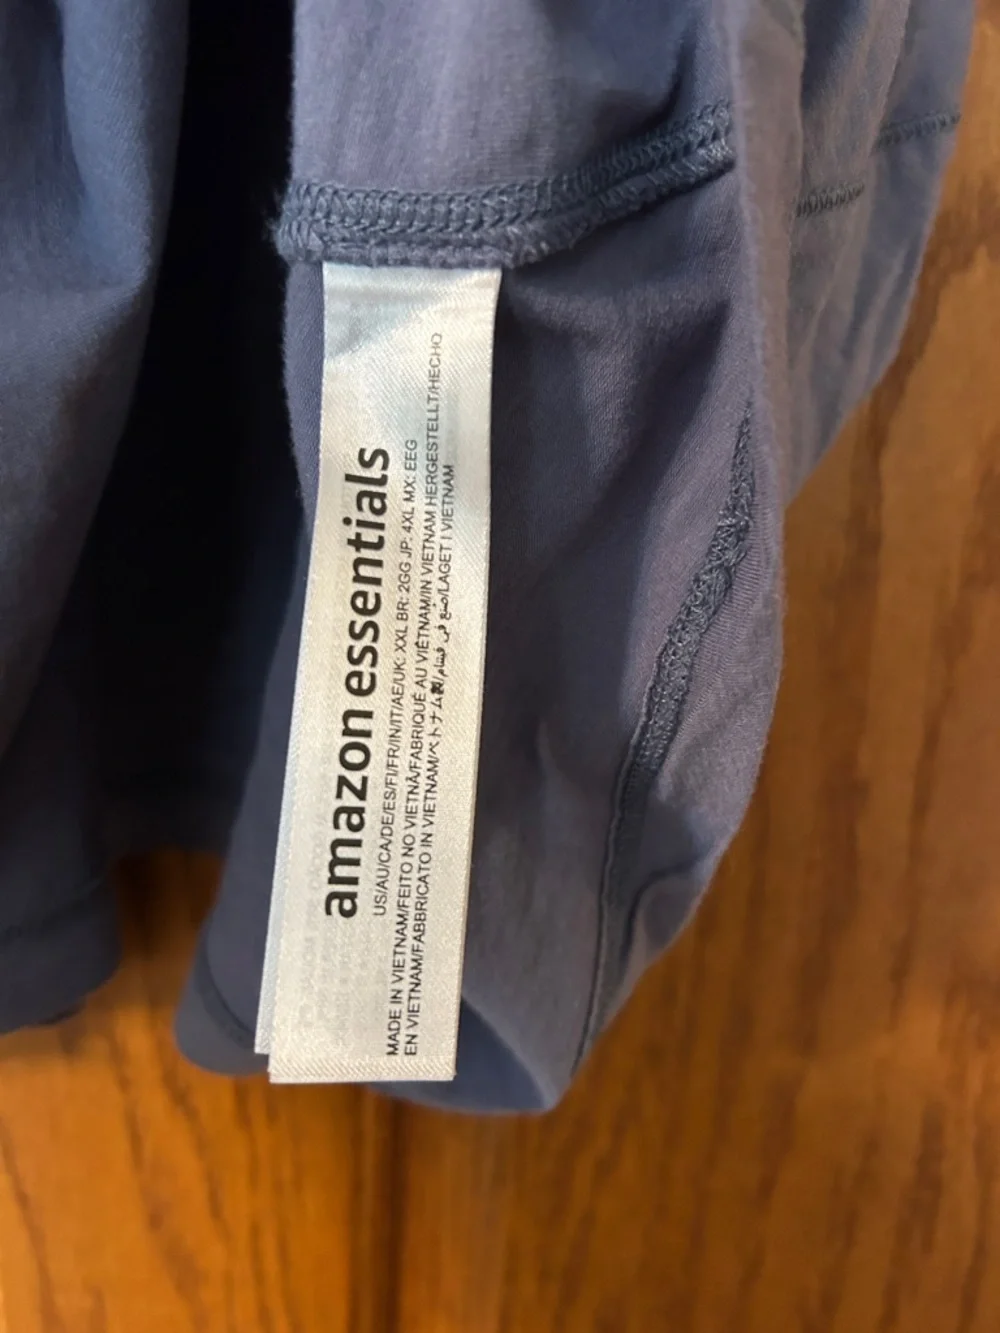 amazon essentials
US/AU/CA/DE/ES/FI/FR/IN/IT/AE/UK: XXL BR: 2GG JP: 4XL MX: EEG
MADE IN VIETNAM/FEITO NO VIETNÃ/FABRIQUÉ AU VIÊTNAM/IN VIETNAM HERGESTELLT/HECHO
EN VIETNAM/FABBRICATO IN VIETNAM/ベトナム製/صنع في فيتنام/LAGET I VIETNAM